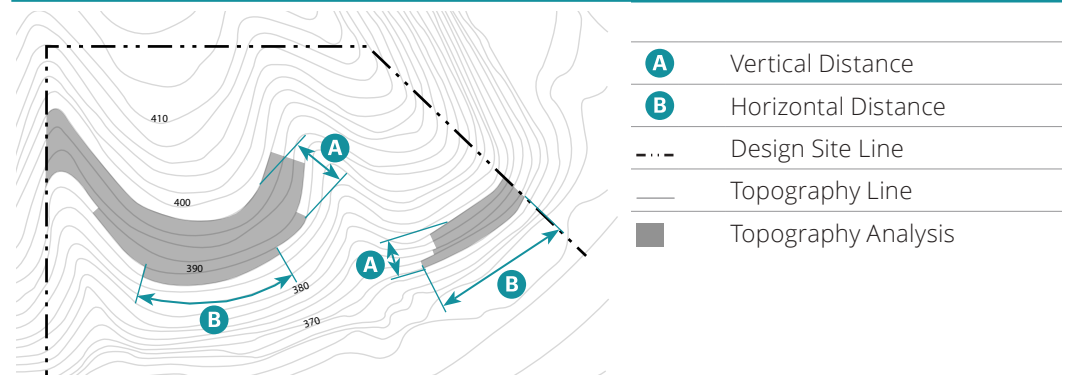 410
400
390
380
370
A
B
A
B
A Vertical Distance
B Horizontal Distance
Design Site Line
Topography Line
Topography Analysis